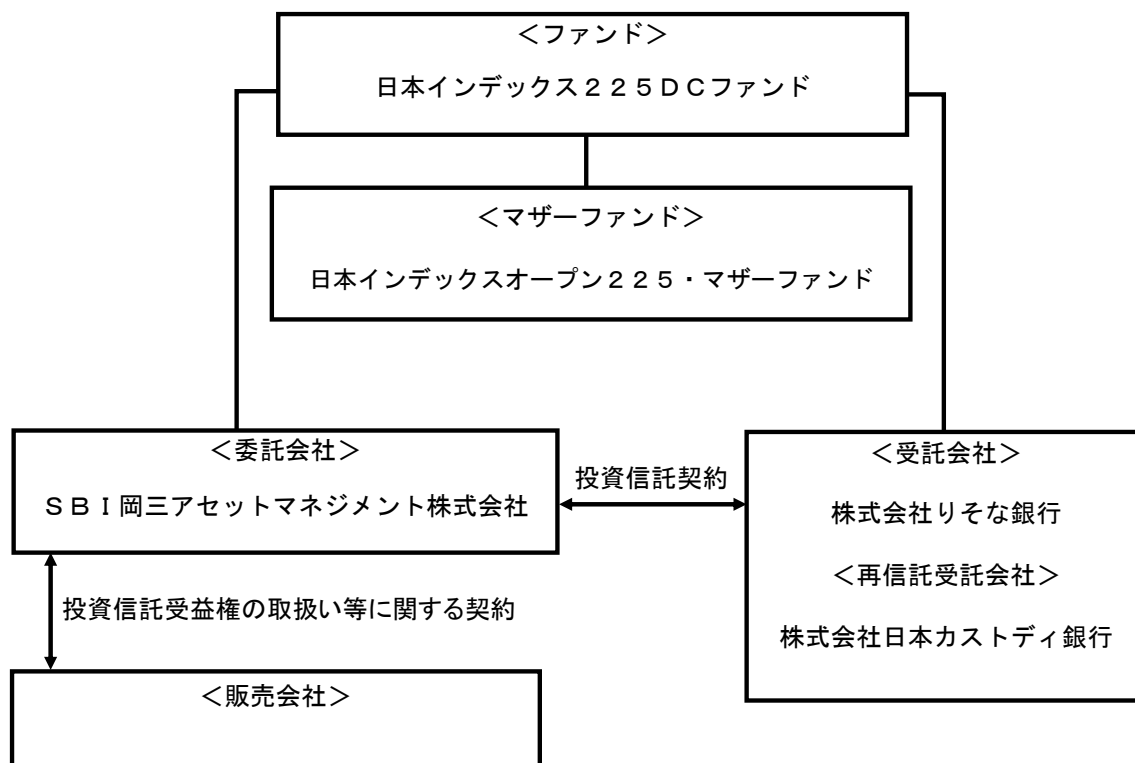 ＜ファンド＞
日本インデックス２２５ＤＣファンド
＜マザーファンド＞
日本インデックスオープン２２５・マザーファンド
＜委託会社＞
ＳＢＩ岡三アセットマネジメント株式会社
投資信託契約
＜受託会社＞
株式会社りそな銀行
＜再信託受託会社＞
株式会社日本カストディ銀行
投資信託受益権の取扱い等に関する契約
＜販売会社＞